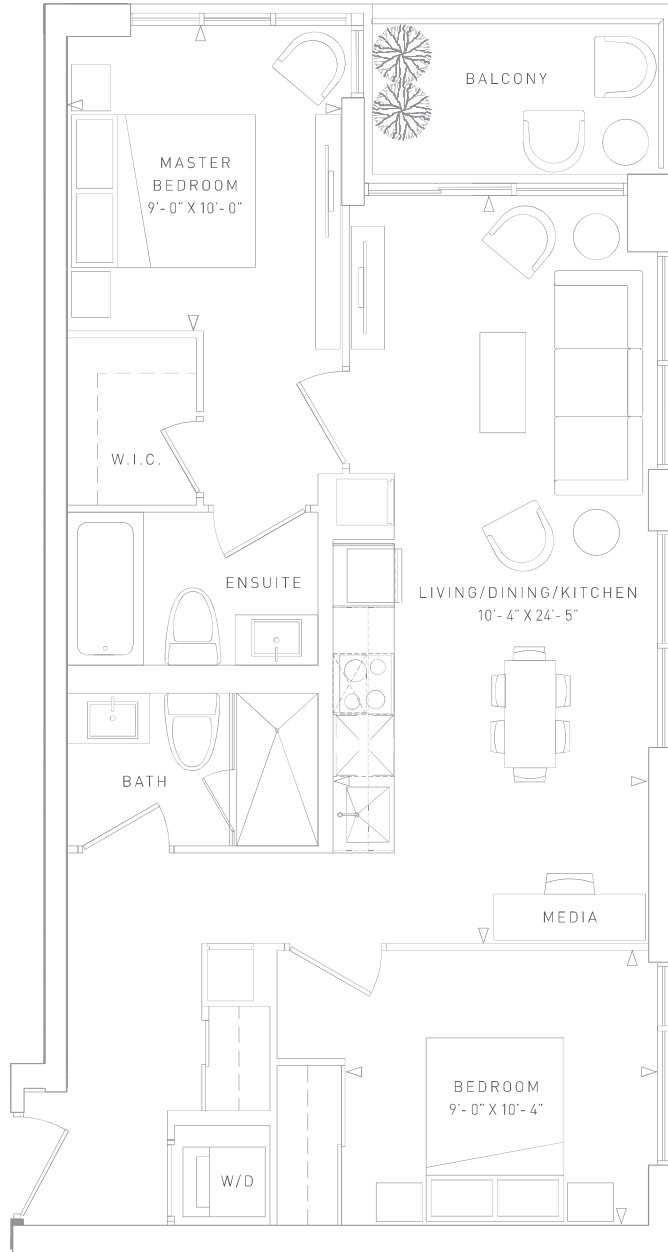 BALCONY
MASTER
BEDROOM
9'-0" X 10'-0"
W.I.C.
ENSUITE
LIVING/DINING/KITCHEN
10'-4" X 24'-5"
BATH
MEDIA
BEDROOM
9'-0" X 10'-4"
W/D